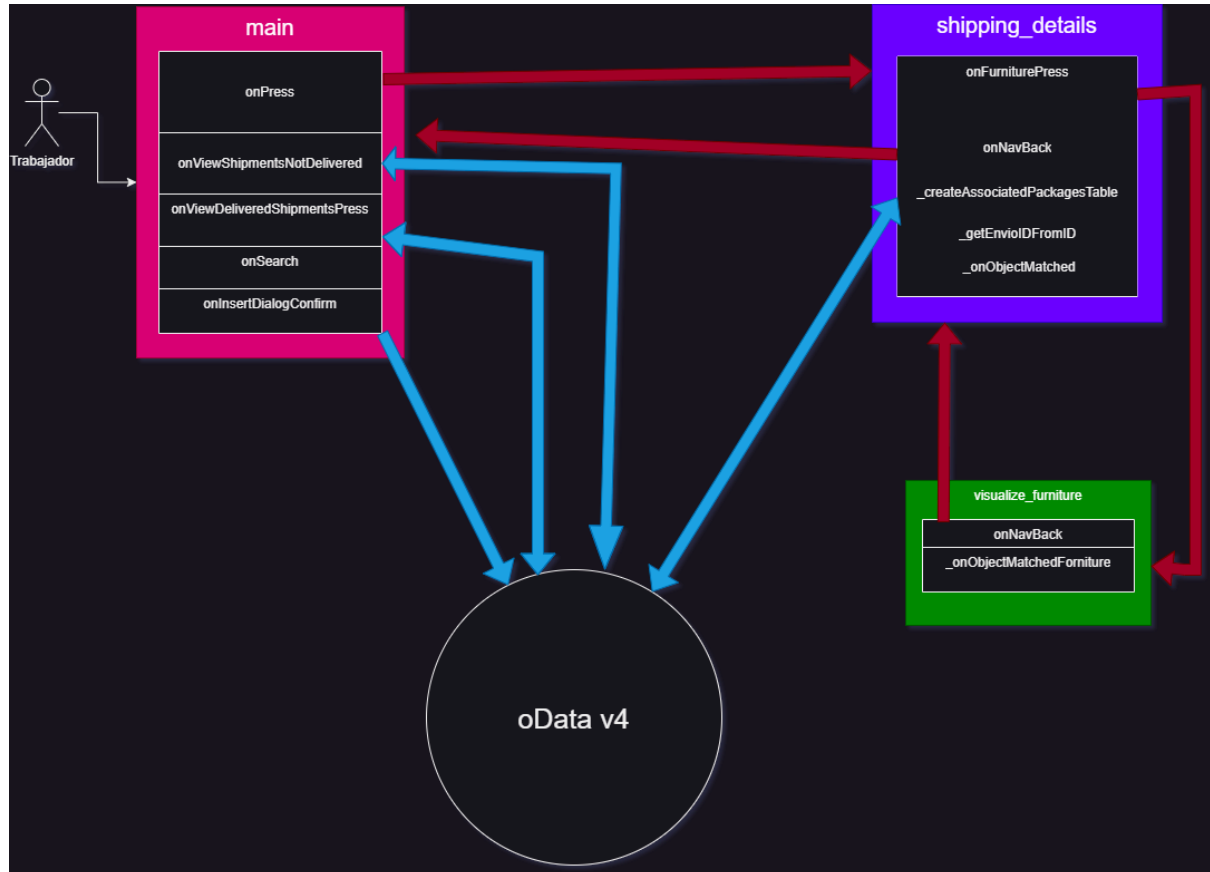 main
onPress
onViewShipmentsNotDelivered
onViewDeliveredShipmentsPress
onSearch
onInsertDialogConfirm
Trabajador
shipping_details
onFurniturePress
onNavBack
_createAssociatedPackagesTable
_getEnvioIDFromID
_onObjectMatched
visualize_furniture
onNavBack
_onObjectMatchedForniture
oData v4